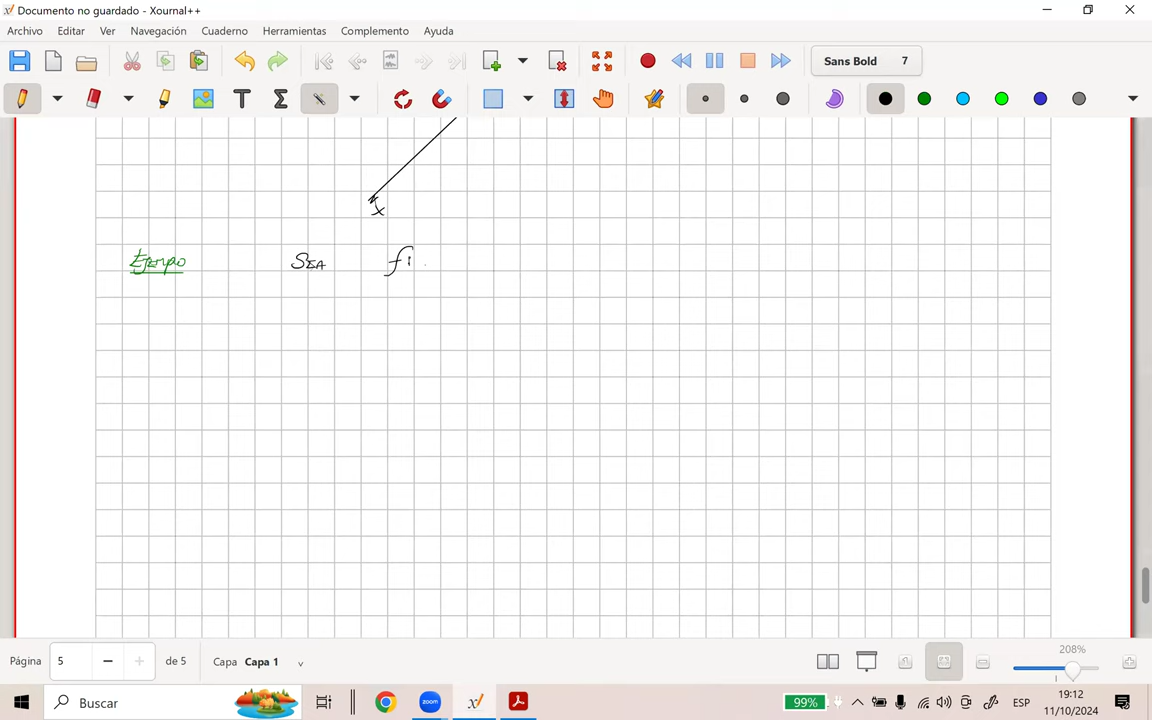 Documento no guardado - Xournal++
Archivo Editar Ver Navegación Cuaderno Herramientas Complemento Ayuda
Sans Bold 7
x
Ejemplo SEA f:
Página 5 de 5 Capa Capa 1 208%
Buscar zoom 99% ESP 19:12
11/10/2024